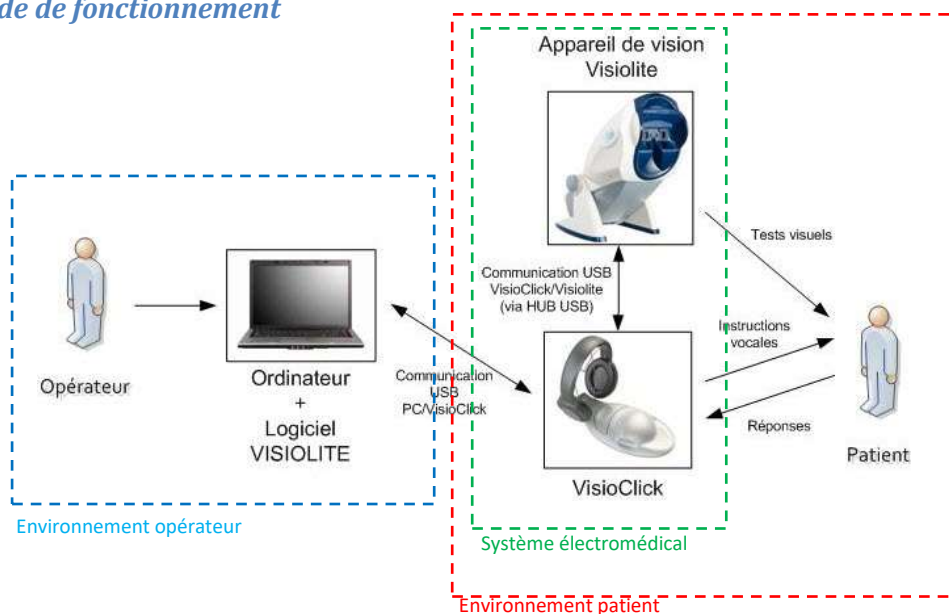 de de fonctionnement
Appareil de vision
Visiolite
Tests visuels
Communication USB
VisioClick/Visiolite
(via HUB USB)
Instructions
vocales
Opérateur
Ordinateur
+
Logiciel
VISIOLITE
Communication
USB
PC/VisioClick
Réponses
Patient
VisioClick
Environnement opérateur
Système électromédical
Environnement patient